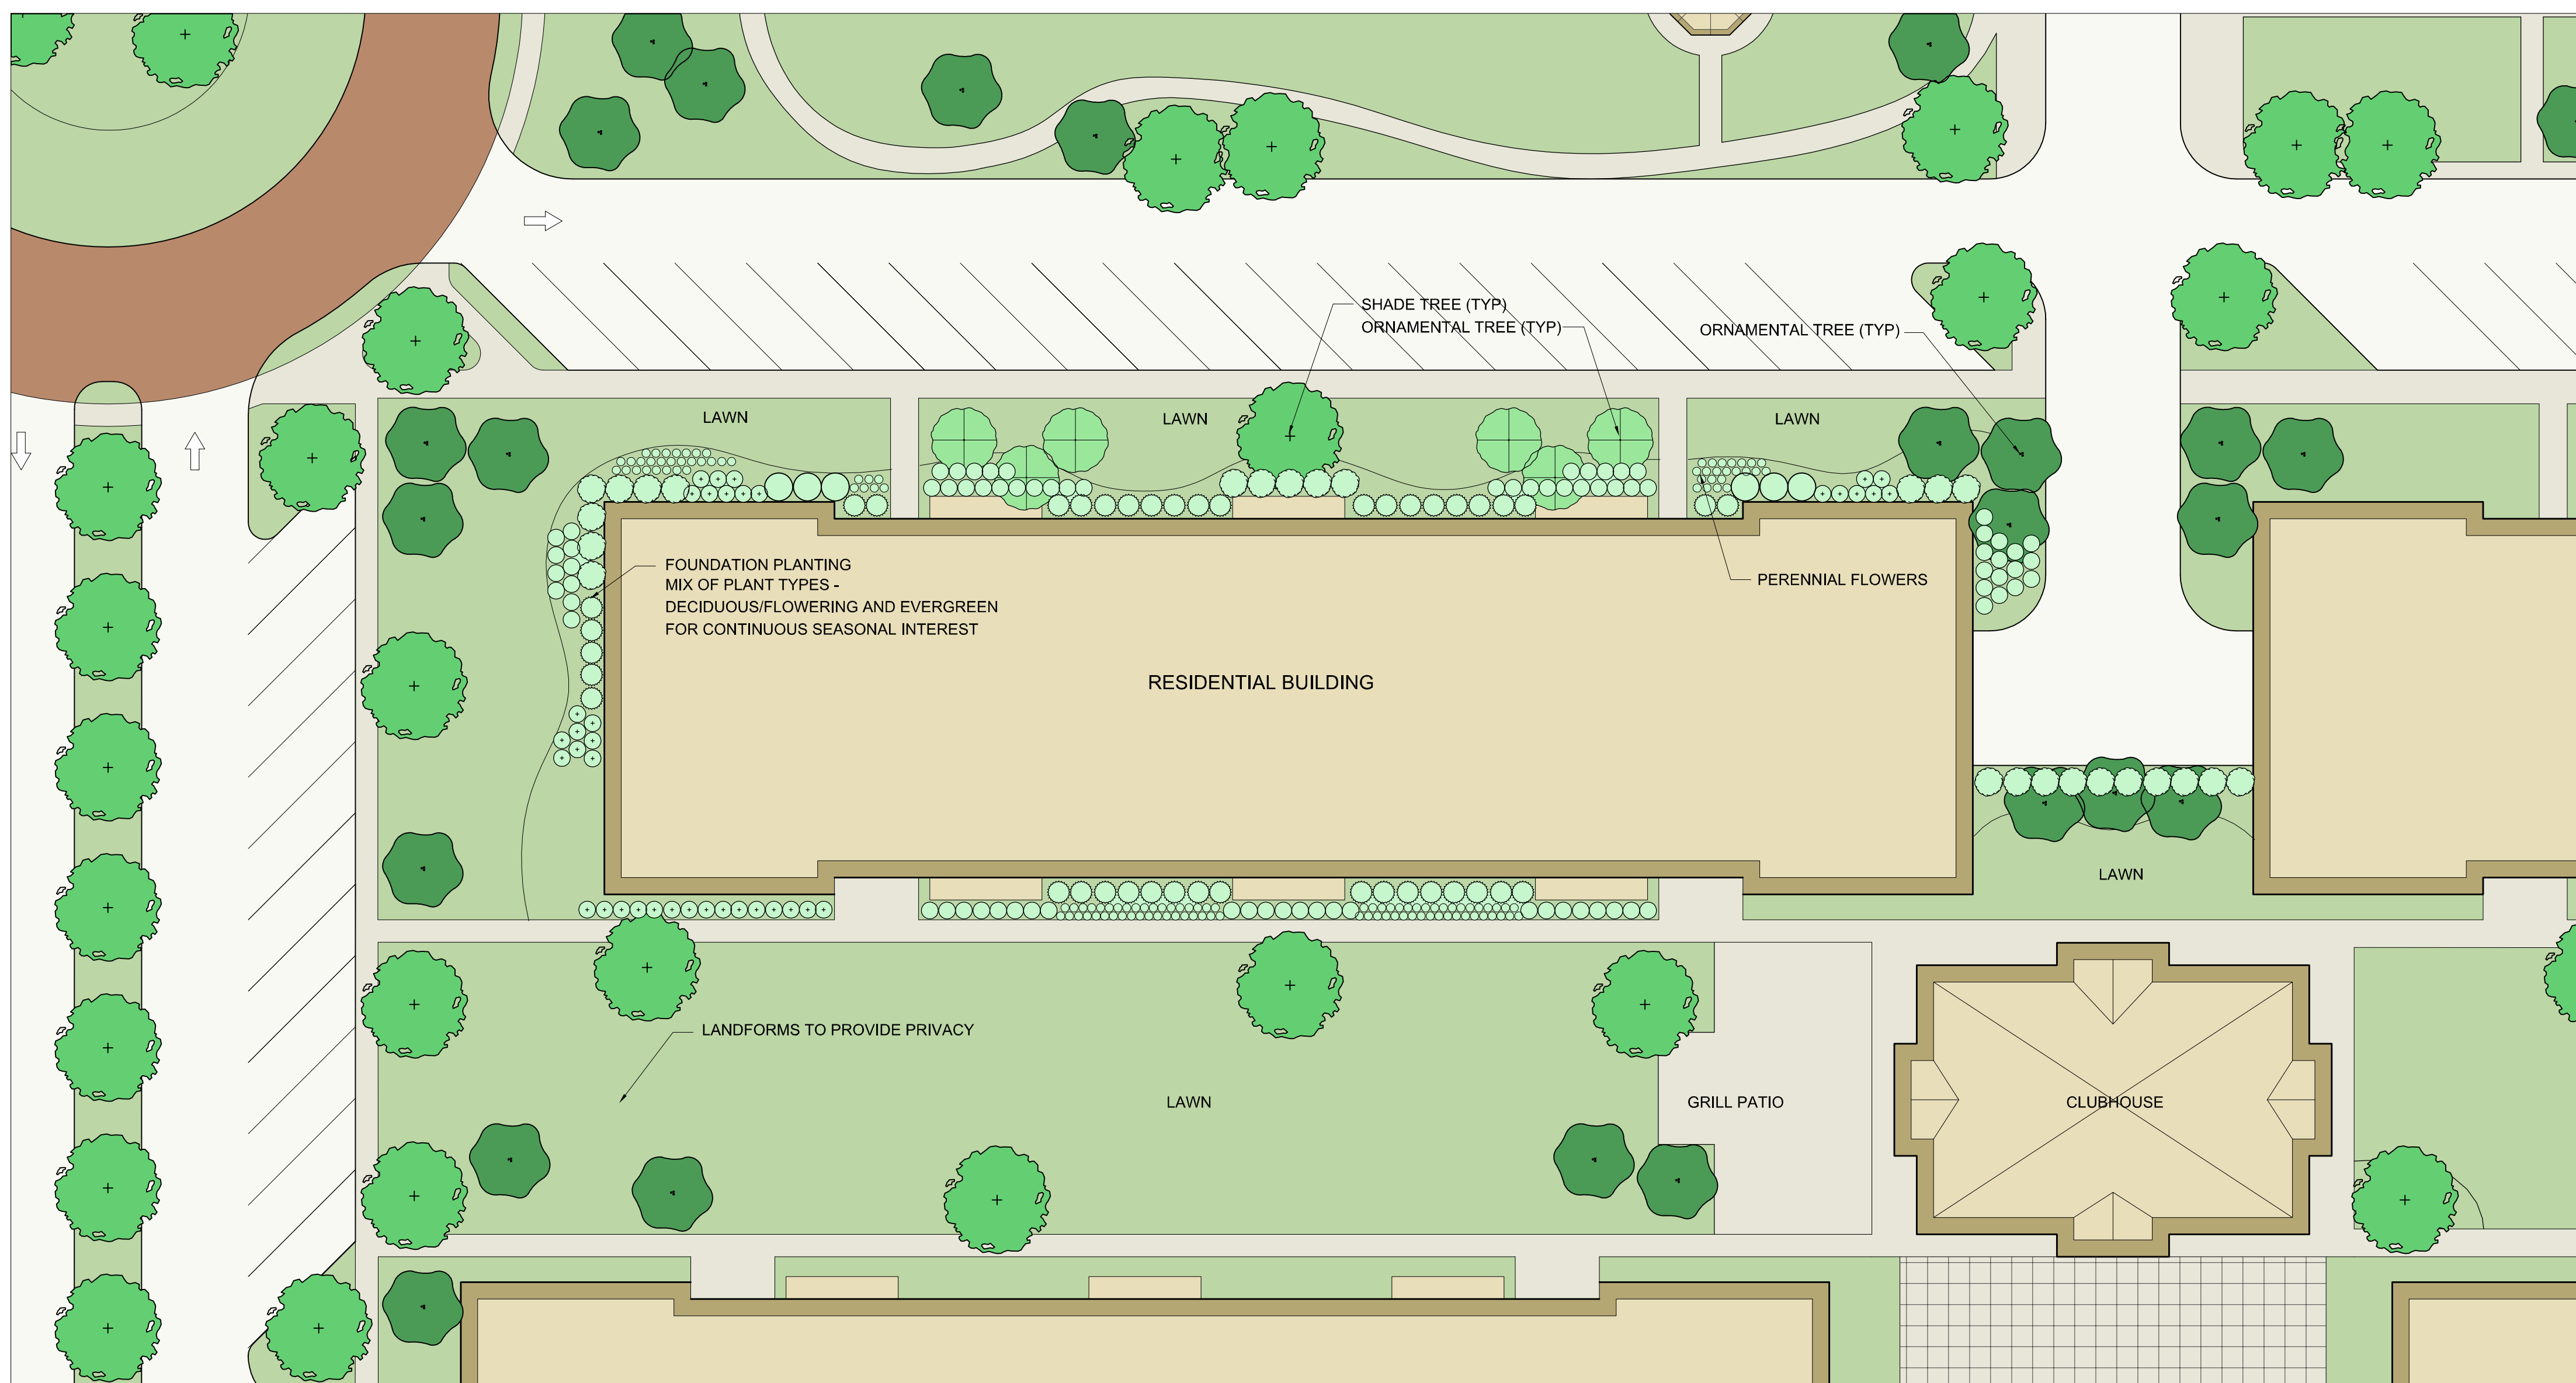 SHADE TREE (TYP)
ORNAMENTAL TREE (TYP)
ORNAMENTAL TREE (TYP)
LAWN
LAWN
LAWN
FOUNDATION PLANTING
MIX OF PLANT TYPES -
DECIDUOUS/FLOWERING AND EVERGREEN
FOR CONTINUOUS SEASONAL INTEREST
PERENNIAL FLOWERS
RESIDENTIAL BUILDING
LAWN
LANDFORMS TO PROVIDE PRIVACY
LAWN
GRILL PATIO
CLUBHOUSE